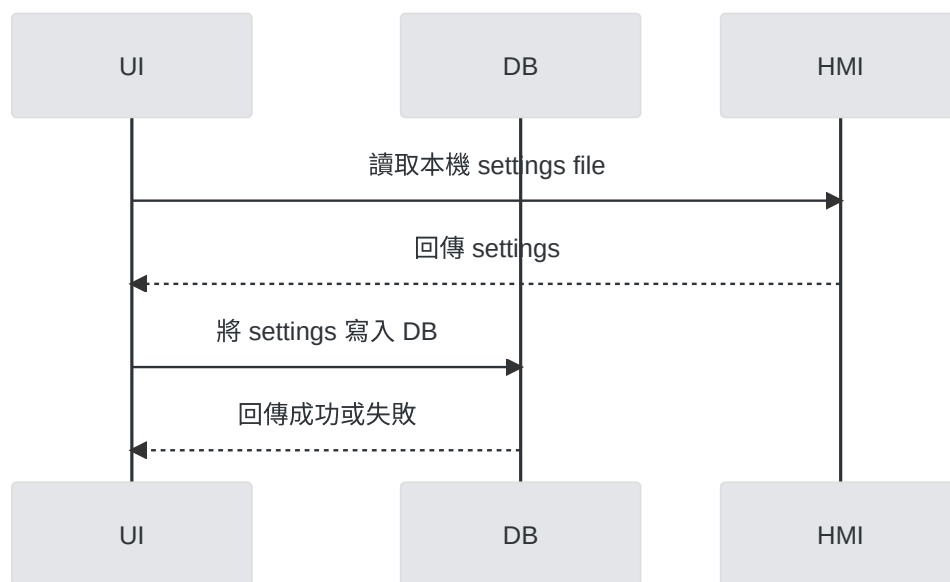 UI
DB
HMI
讀取本機 settings file
回傳 settings
將 settings 寫入 DB
回傳成功或失敗
UI
DB
HMI